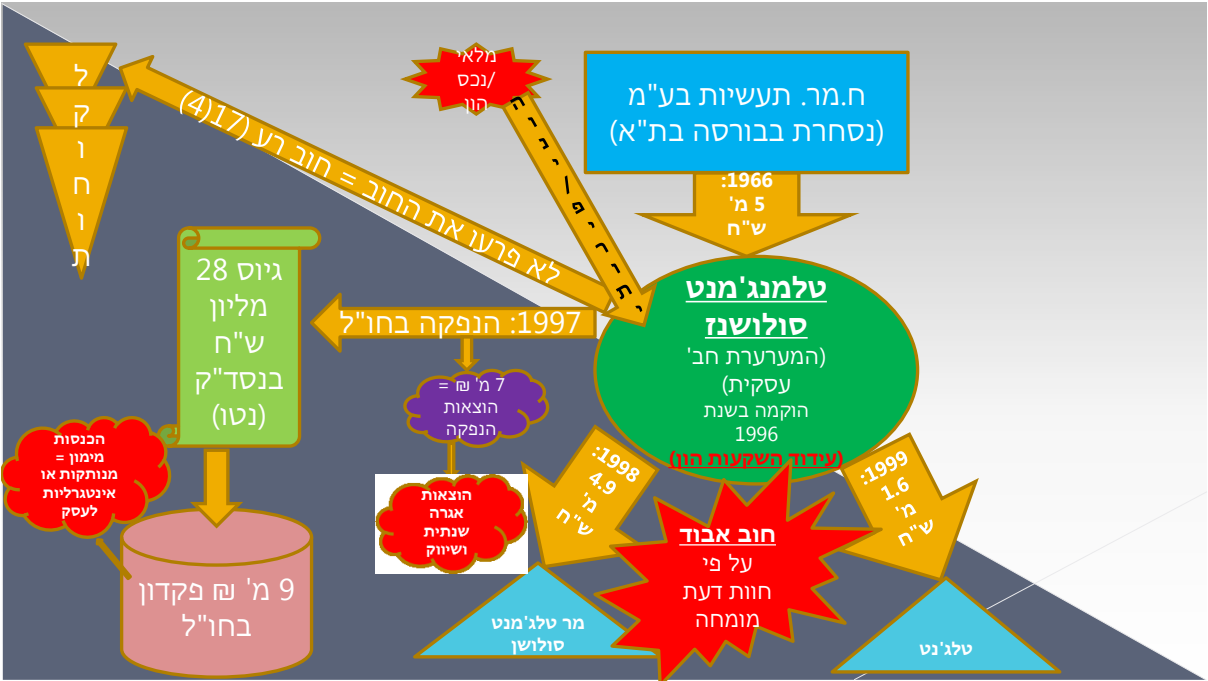 ח.מר. תעשיות בע"מ
(נסחרת בבורסה בת"א)
1966:
5 מ'
ש"ח
מלאי
/נכס
הון
לקוחות
לא פרעו את החוב = חוב רע (17(4)
טלמנג'מנט
סולושנז
(המערערת חב'
עסקית)
הוקמה בשנת
1996
(עידוד השקעות הון)
1997: הנפקה בחו"ל
גיוס 28
מליון
ש"ח
בנסד"ק
(נטו)
7 מ' ₪ =
הוצאות
הנפקה
הוצאות
אגרה
שנתית
ושיווק
הכנסות
מימון =
מנותקות או
אינטגרליות
לעסק
9 מ' ₪ פקדון
בחו"ל
1998:
4.9
מ'
ש"ח
1999:
1.6
מ'
ש"ח
חוב אבוד
על פי
חוות דעת
מומחה
מר טלג'מנט
סולושן
טלג'נט